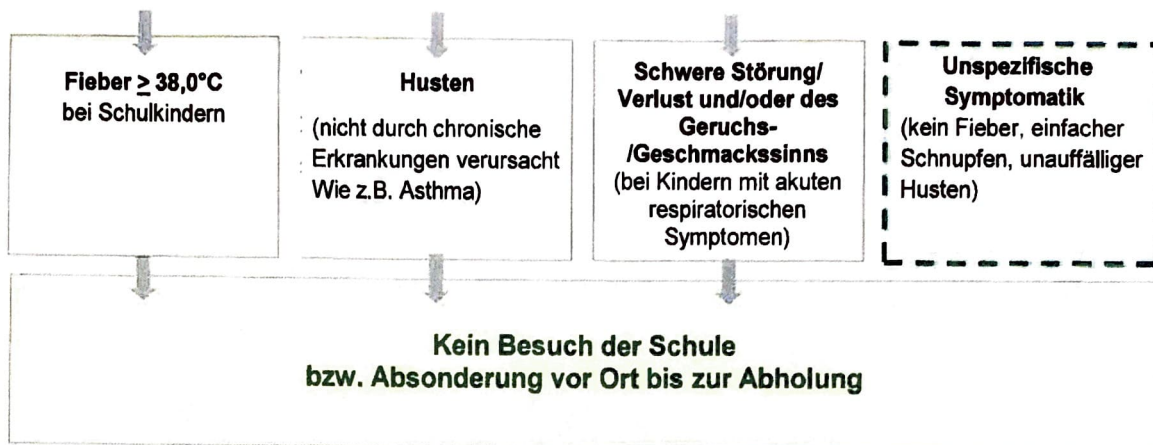 Fieber ≥ 38,0°C
bei Schulkindern
Husten
(nicht durch chronische
Erkrankungen verursacht
Wie z.B. Asthma)
Schwere Störung/
Verlust und/oder des
Geruchs-
/Geschmackssinns
(bei Kindern mit akuten
respiratorischen
Symptomen)
Unspezifische
Symptomatik
(kein Fieber, einfacher
Schnupfen, unauffälliger
Husten)
Kein Besuch der Schule
bzw. Absonderung vor Ort bis zur Abholung